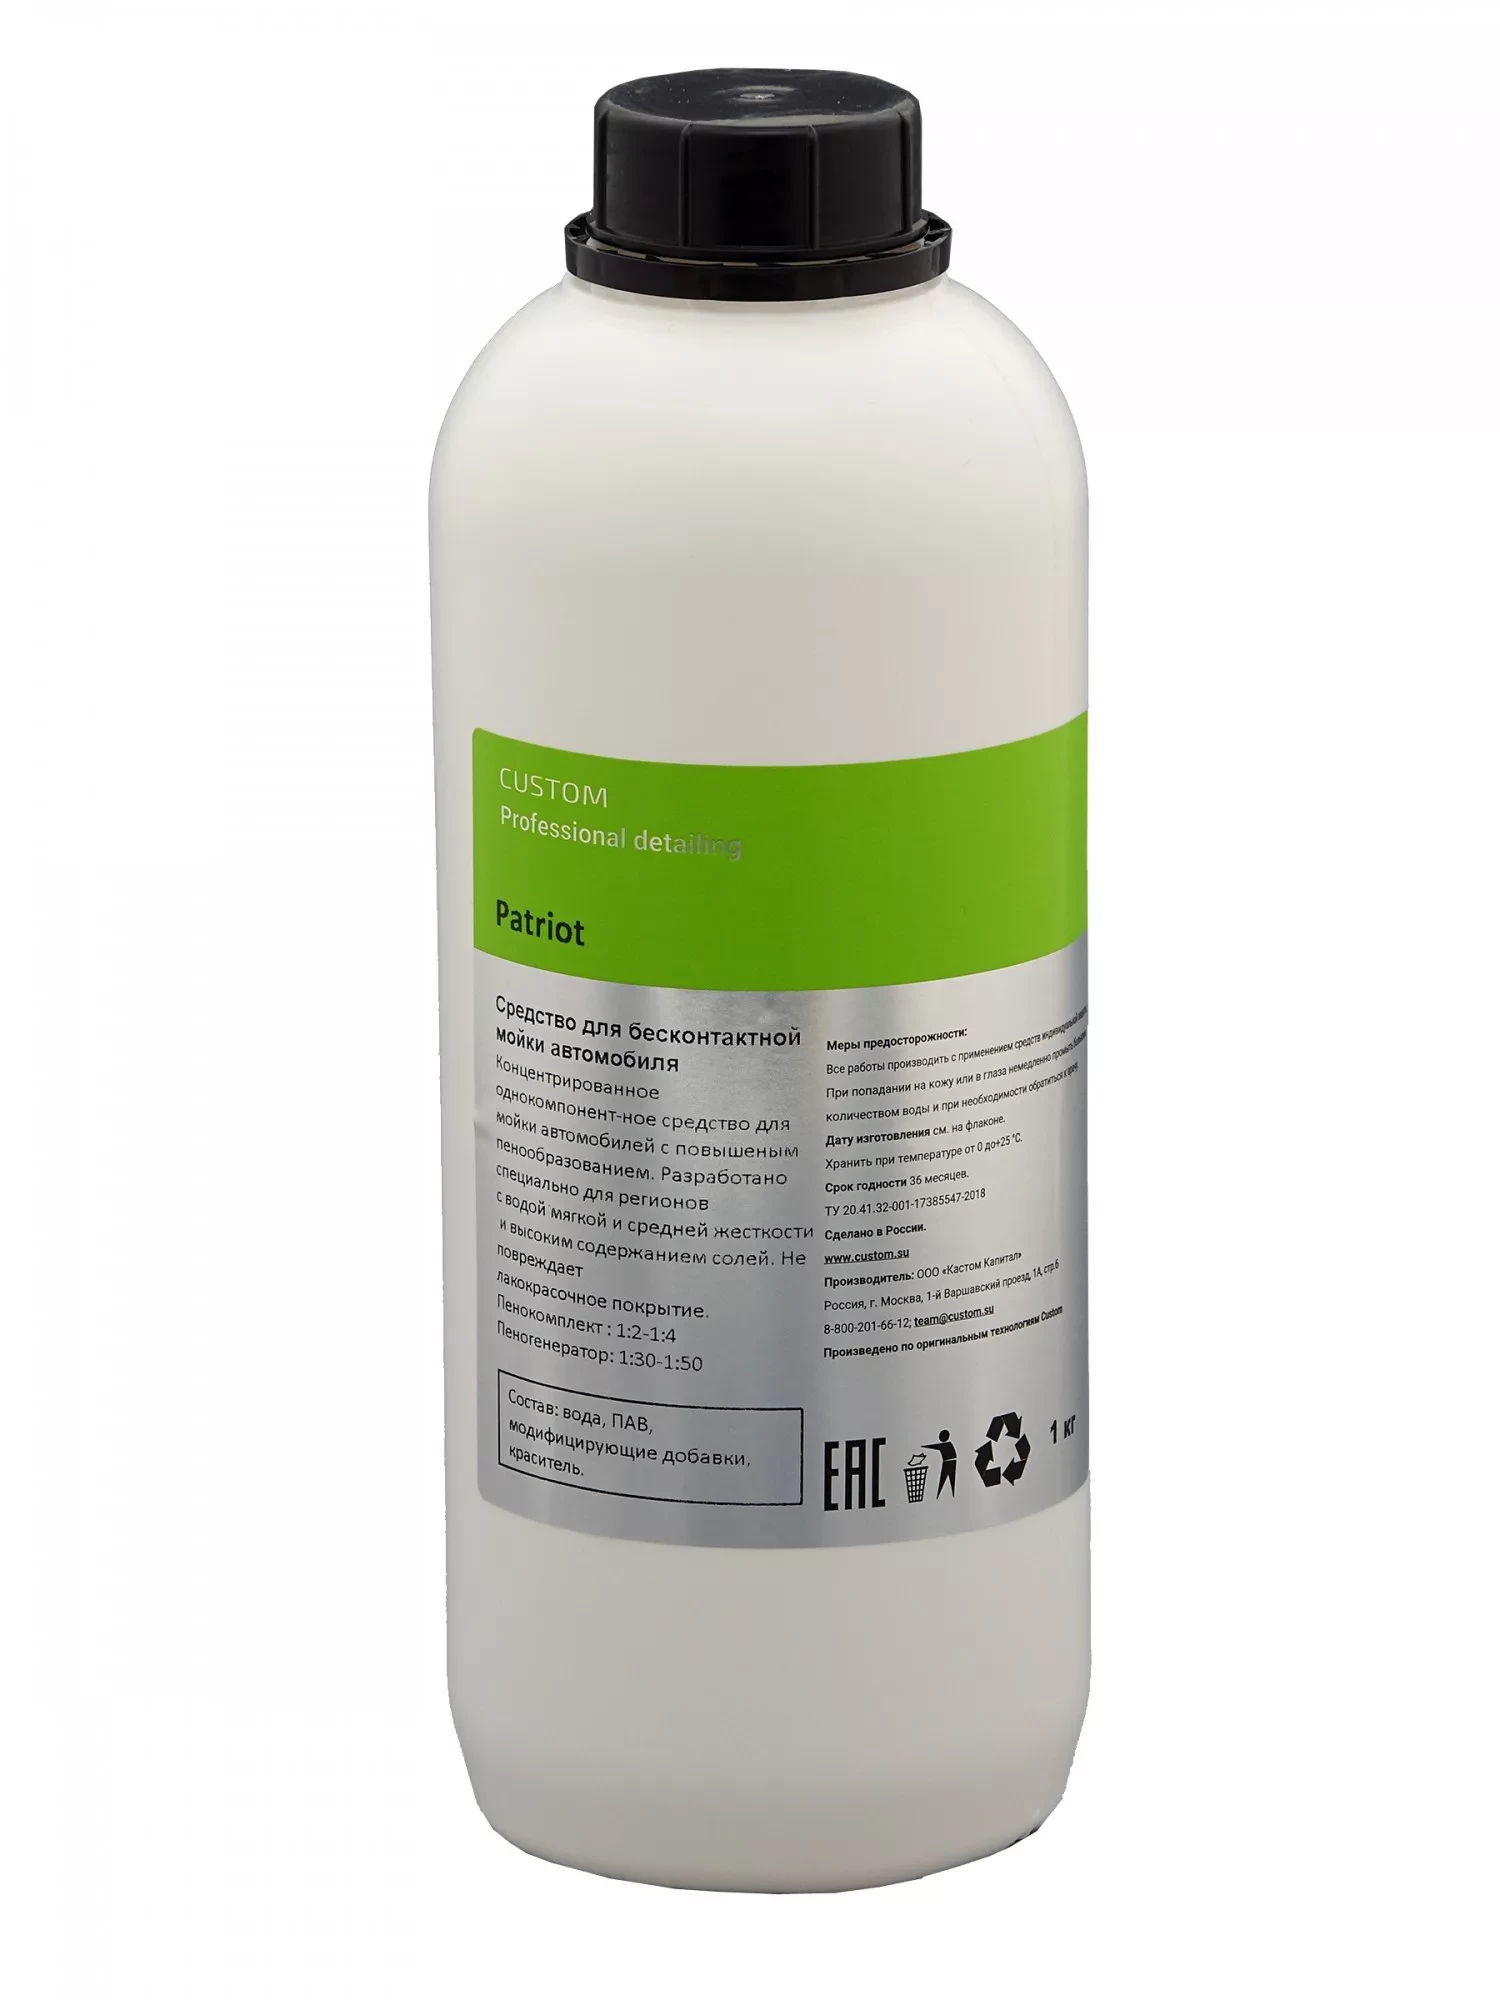 CUSTOM
Professional detailing
Patriot
Средство для бесконтактной
мойки автомобиля
Концентрированное
однокомпонент-ное средство для
мойки автомобилей с повышеным
пенообразованием. Разработано
специально для регионов
с водой мягкой и средней жесткости
и высоким содержанием солей. Не
повреждает
лакокрасочное покрытие.
Пенокомплект : 1:2-1:4
Пеногенератор: 1:30-1:50
Состав: вода, ПАВ,
модифицирующие добавки,
краситель.
Меры предосторожности:
Все работы производить с применением средств индивидуальной защиты.
При попадании на кожу или в глаза немедленно промыть большим
количеством воды и при необходимости обратиться к врачу.
Дату изготовления см. на флаконе.
Хранить при температуре от 0 до+25 °C.
Срок годности 36 месяцев.
ТУ 20.41.32-001-17385547-2018
Сделано в России.
www.custom.su
Производитель: ООО «Кастом Капитал»
Россия, г. Москва, 1-й Варшавский проезд, 1А, стр.6
8-800-201-66-12; team@custom.su
Произведено по оригинальным технологиям Custom
EAC
1 кг